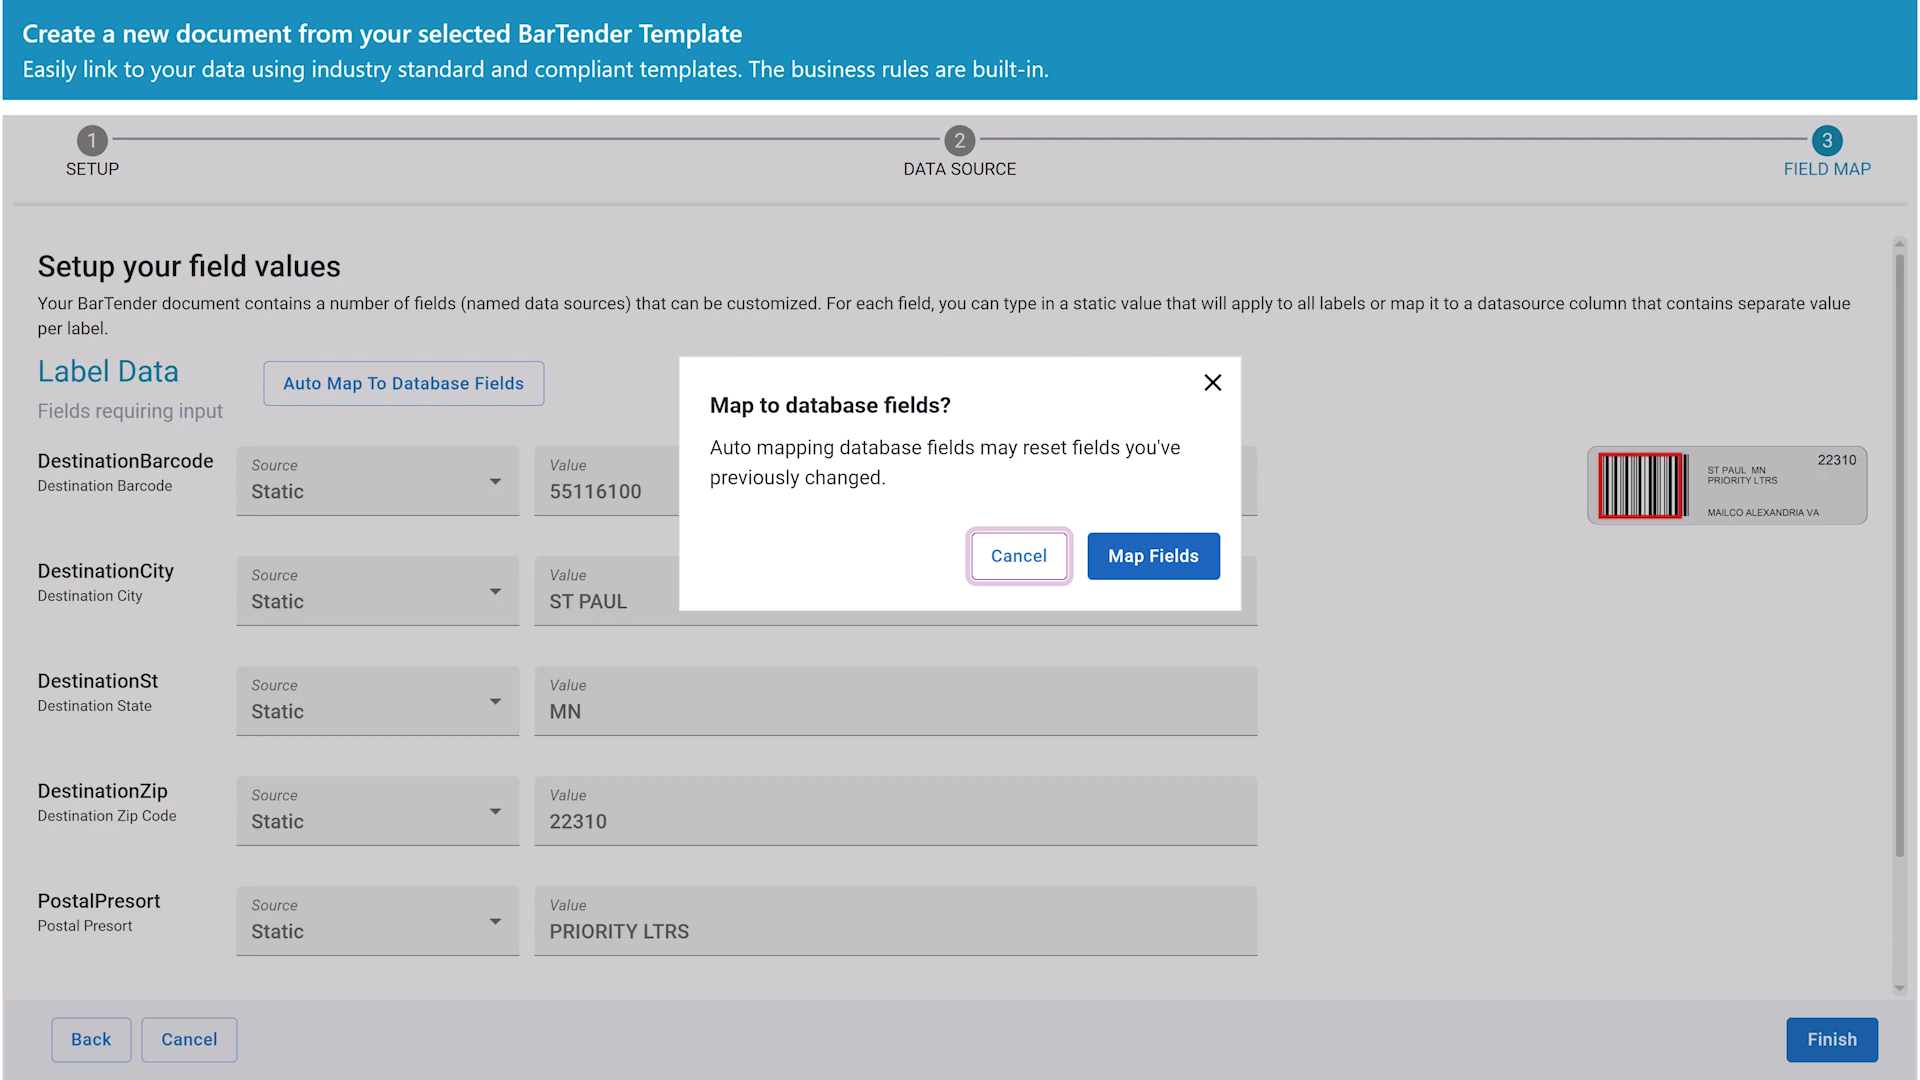 Create a new document from your selected BarTender Template
Easily link to your data using industry standard and compliant templates. The business rules are built-in.
1
SETUP
2
DATA SOURCE
3
FIELD MAP
Setup your field values
Your BarTender document contains a number of fields (named data sources) that can be customized. For each field, you can type in a static value that will apply to all labels or map it to a datasource column that contains separate value
per label.
Label Data
Fields requiring input
Auto Map To Database Fields
Map to database fields?
Auto mapping database fields may reset fields you've
previously changed.
Cancel
Map Fields
DestinationBarcode
Destination Barcode
Source
Static
Value
55116100
22310
ST PAUL MN
PRIORITY LTRS
MAILCO ALEXANDRIA VA
DestinationCity
Destination City
Source
Static
Value
ST PAUL
DestinationSt
Destination State
Source
Static
Value
MN
DestinationZip
Destination Zip Code
Source
Static
Value
22310
PostalPresort
Postal Presort
Source
Static
Value
PRIORITY LTRS
Back
Cancel
Finish